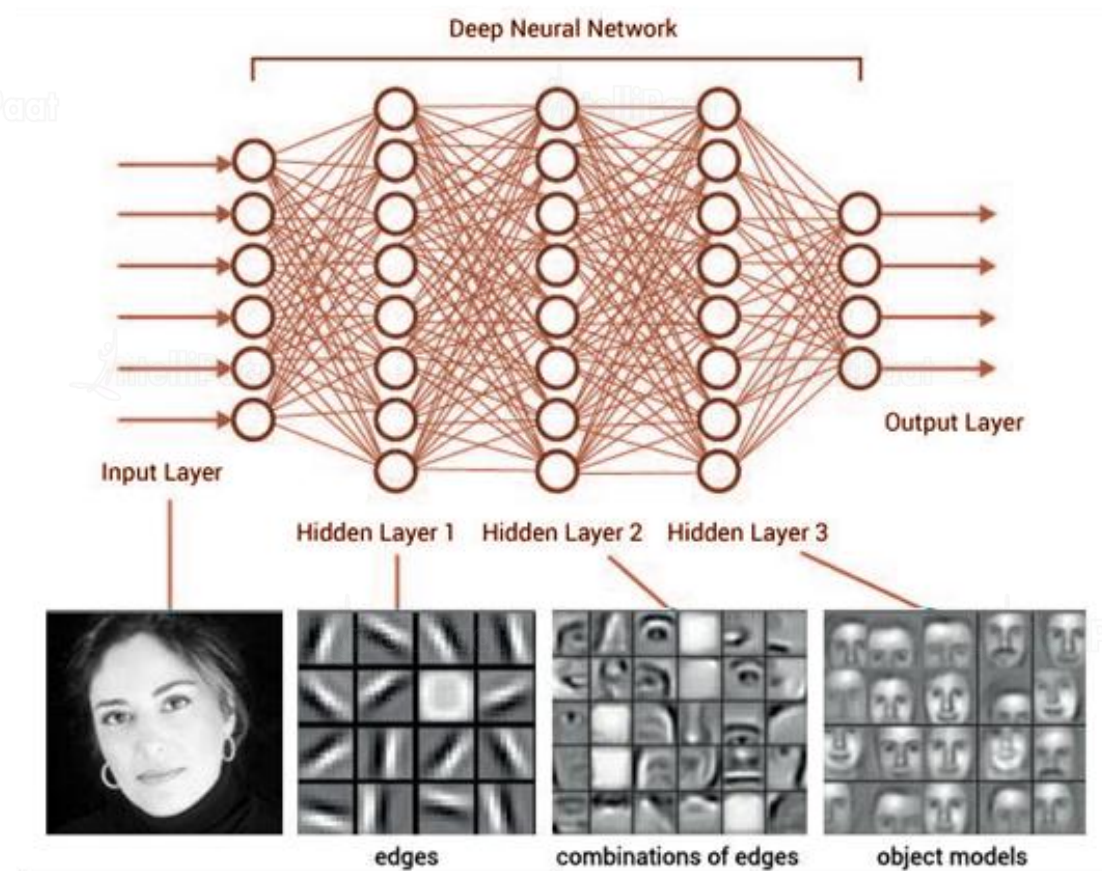 Deep Neural Network
Output Layer
Input Layer
Hidden Layer 1 Hidden Layer 2 Hidden Layer 3
edges combinations of edges object models